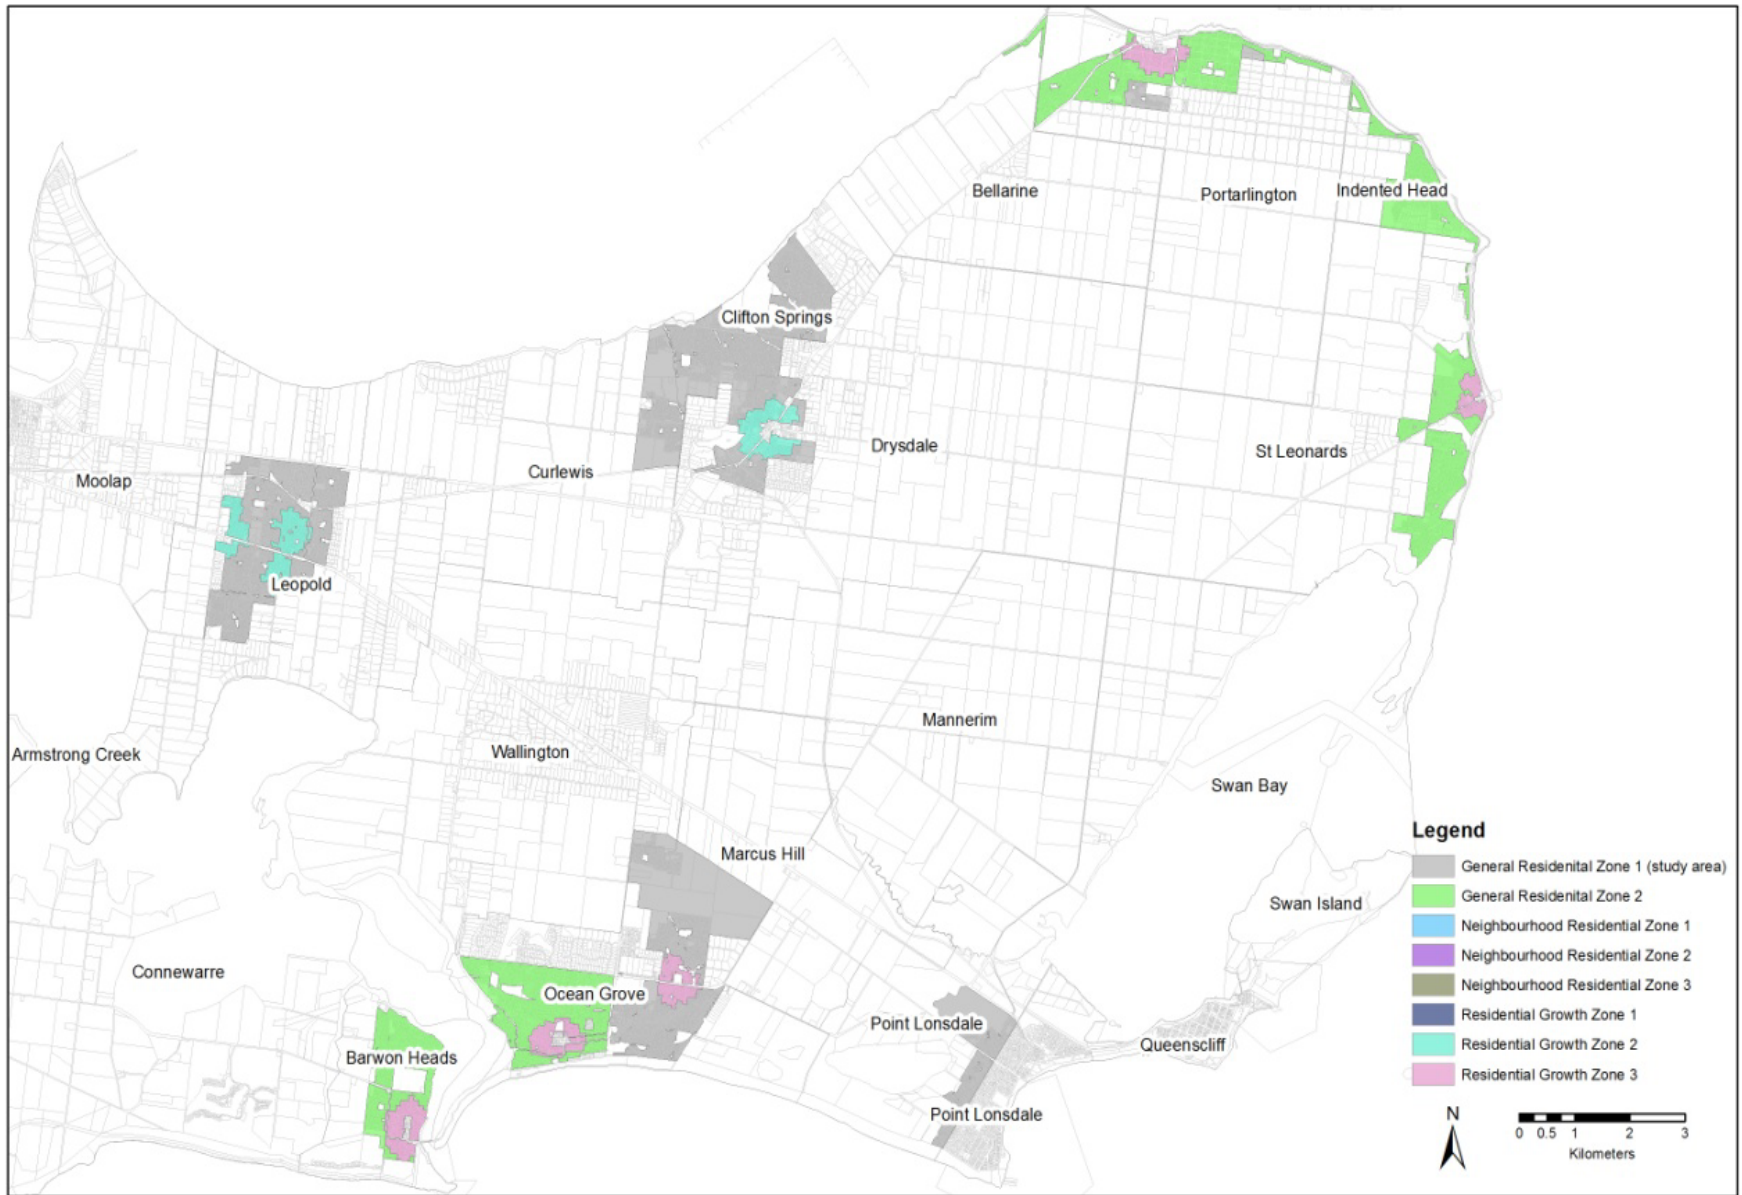 Bellarine
Portarlington
Indented Head
Clifton Springs
Drysdale
St Leonards
Curlewis
Moolap
Leopold
Mannerim
Armstrong Creek
Wallington
Swan Bay
Marcus Hill
Swan Island
Connewarre
Ocean Grove
Point Lonsdale
Queenscliff
Barwon Heads
Point Lonsdale
Legend
General Residenital Zone 1 (study area)
General Residenital Zone 2
Neighbourhood Residential Zone 1
Neighbourhood Residential Zone 2
Neighbourhood Residential Zone 3
Residential Growth Zone 1
Residential Growth Zone 2
Residential Growth Zone 3
N
0 0.5 1 2 3
Kilometers